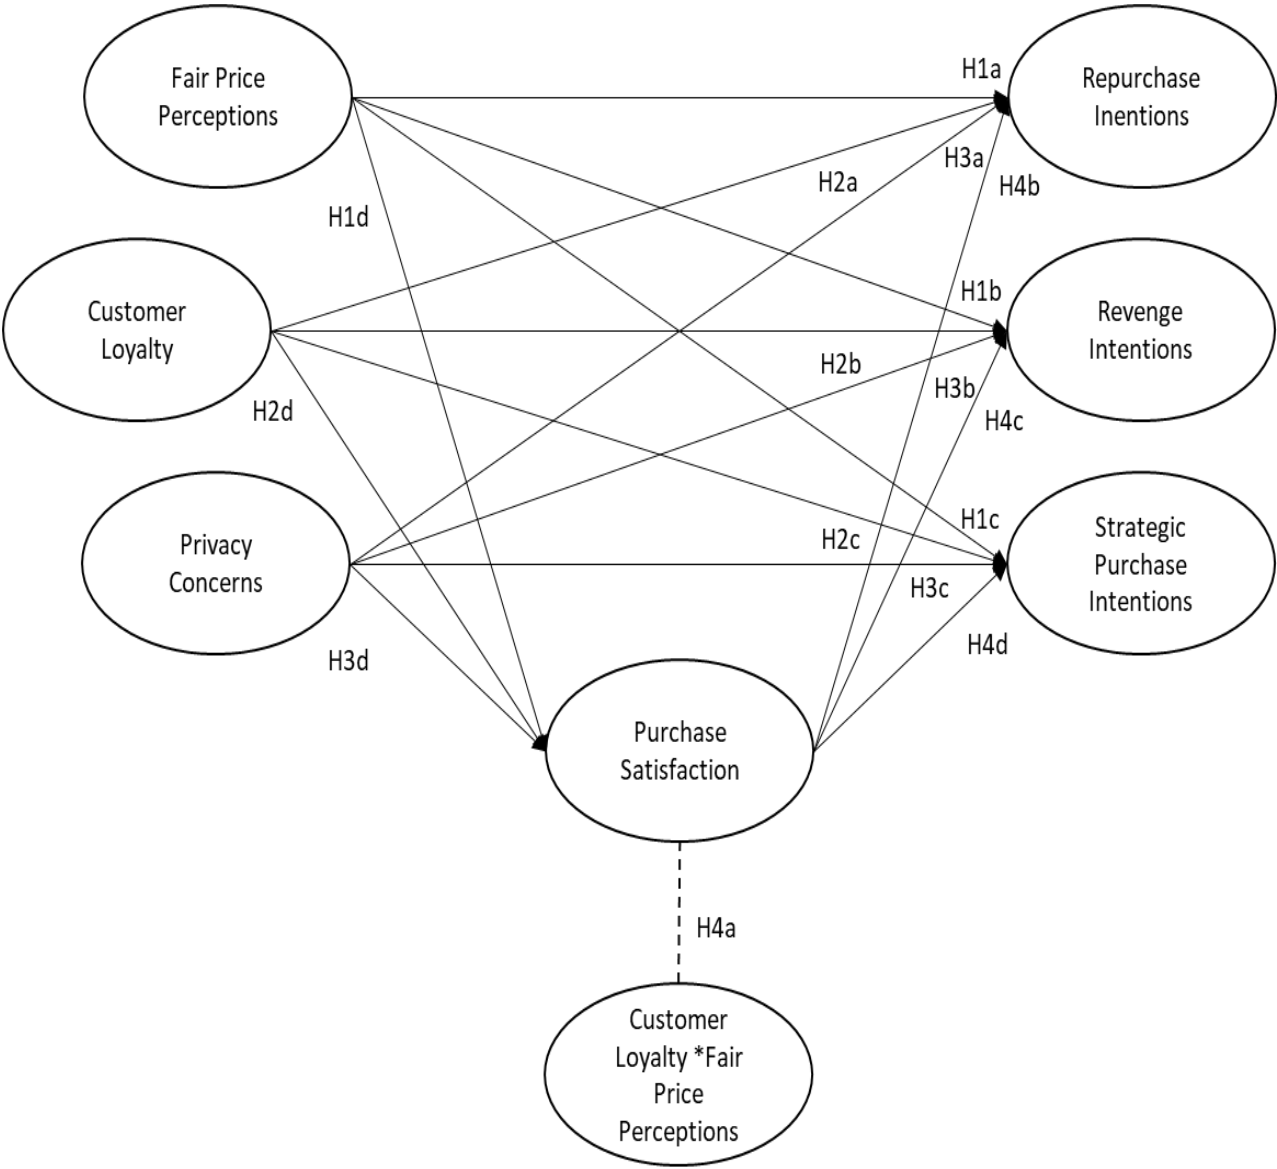 Fair Price
Perceptions
H1a
Repurchase
Inentions
H3a
H2a
H4b
H1d
Customer
Loyalty
H1b
Revenge
Intentions
H2b
H3b
H2d
H4c
Privacy
Concerns
H1c
H2c
Strategic
Purchase
Intentions
H3c
H4d
H3d
Purchase
Satisfaction
H4a
Customer
Loyalty *Fair
Price
Perceptions